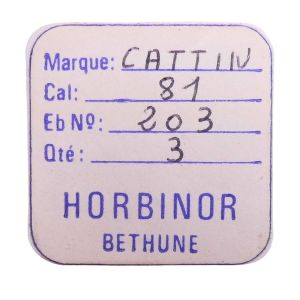 Marque: CATTIN
Cal: 81
Eb Nº: 203
Qté: 3
HORBINOR
BETHUNE